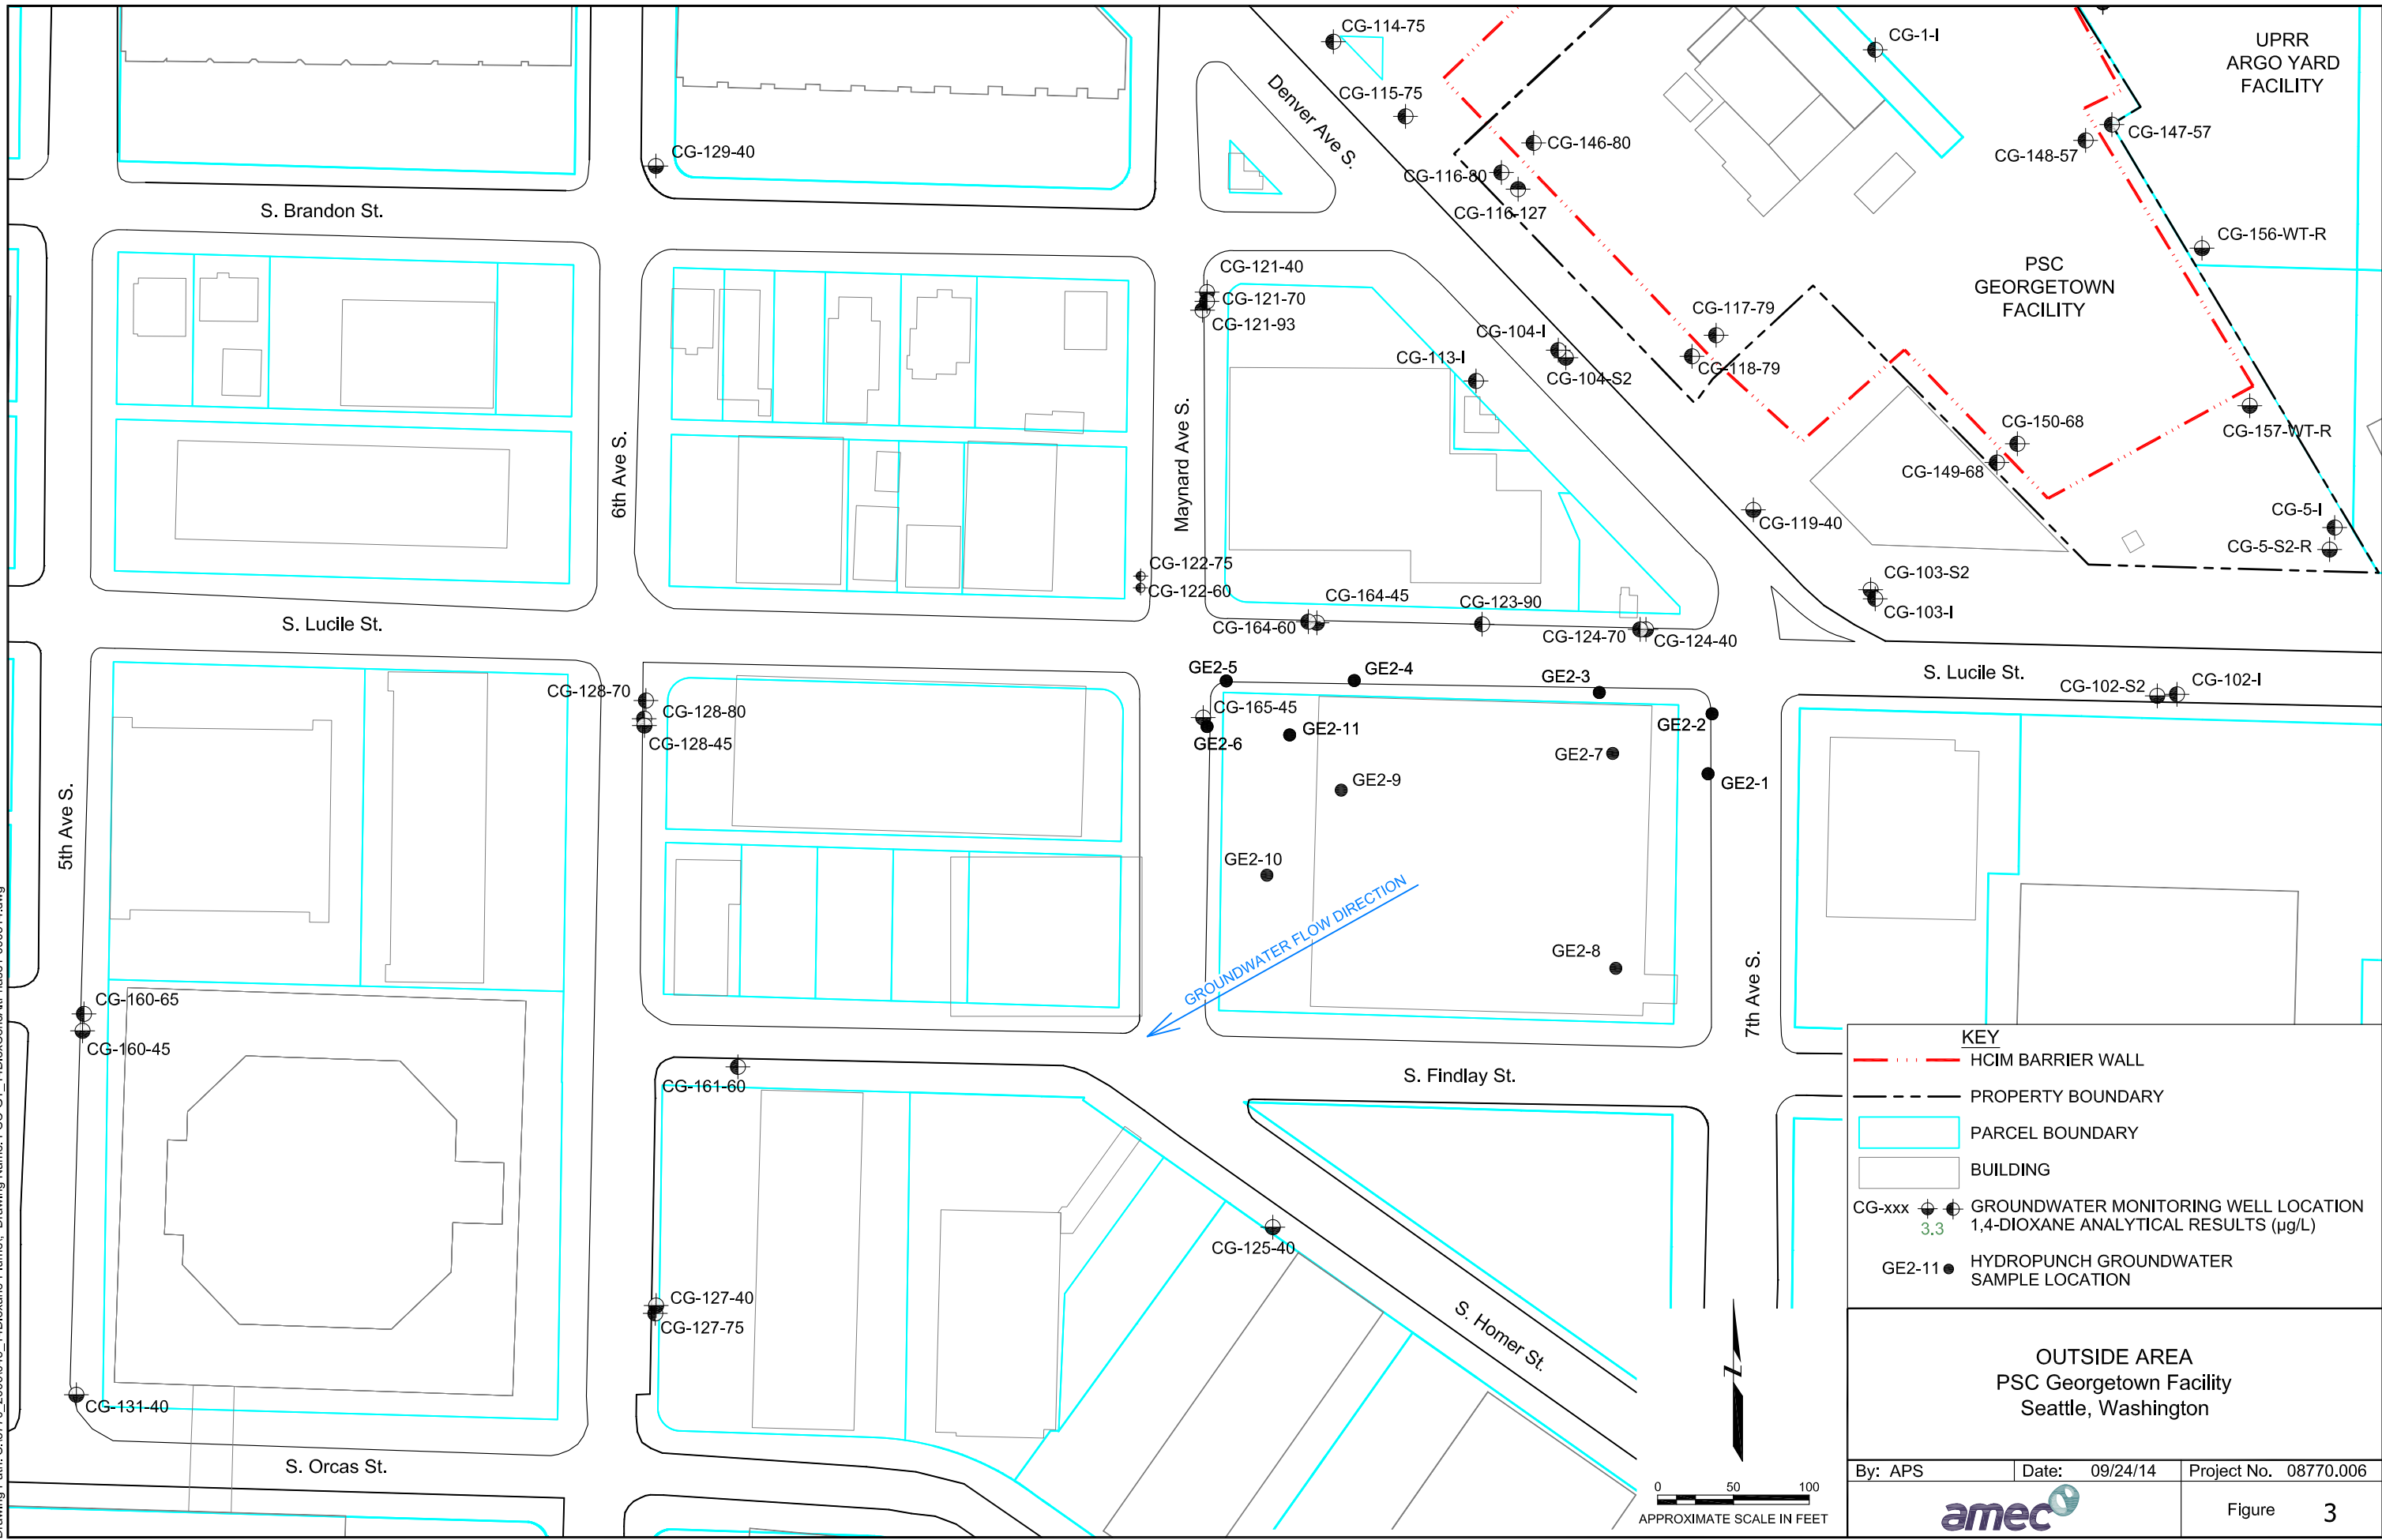 CG-114-75
CG-1-I
UPRR
ARGO YARD
FACILITY
Denver Ave S.
CG-115-75
CG-147-57
CG-148-57
CG-146-80
CG-129-40
CG-116-80
CG-116-127
S. Brandon St.
CG-156-WT-R
PSC
GEORGETOWN
FACILITY
CG-121-40
CG-121-70
CG-121-93
CG-117-79
CG-104-I
CG-113-I
CG-104-S2
CG-118-79
CG-150-68
CG-157-WT-R
CG-149-68
6th Ave S.
Maynard Ave S.
CG-119-40
CG-5-I
CG-5-S2-R
CG-122-75
CG-122-60
CG-103-S2
CG-103-I
CG-164-45
CG-123-90
S. Lucile St.
CG-164-60
CG-124-70
CG-124-40
GE2-5
GE2-4
GE2-3
S. Lucile St.
CG-102-S2
CG-102-I
CG-128-70
CG-128-80
CG-128-45
CG-165-45
GE2-6
GE2-11
GE2-2
GE2-7
GE2-9
GE2-1
5th Ave S.
GE2-10
GROUNDWATER FLOW DIRECTION
GE2-8
7th Ave S.
CG-160-65
CG-160-45
CG-161-60
S. Findlay St.
CG-125-40
CG-127-40
CG-127-75
S. Homer St.
CG-131-40
S. Orcas St.
N
0 50 100
APPROXIMATE SCALE IN FEET
KEY
HCIM BARRIER WALL
PROPERTY BOUNDARY
PARCEL BOUNDARY
BUILDING
CG-xxx GROUNDWATER MONITORING WELL LOCATION
3.3 1,4-DIOXANE ANALYTICAL RESULTS (µg/L)
GE2-11 HYDROPUNCH GROUNDWATER
SAMPLE LOCATION
OUTSIDE AREA
PSC Georgetown Facility
Seattle, Washington
By: APS Date: 09/24/14 Project No. 08770.006
amec Figure 3